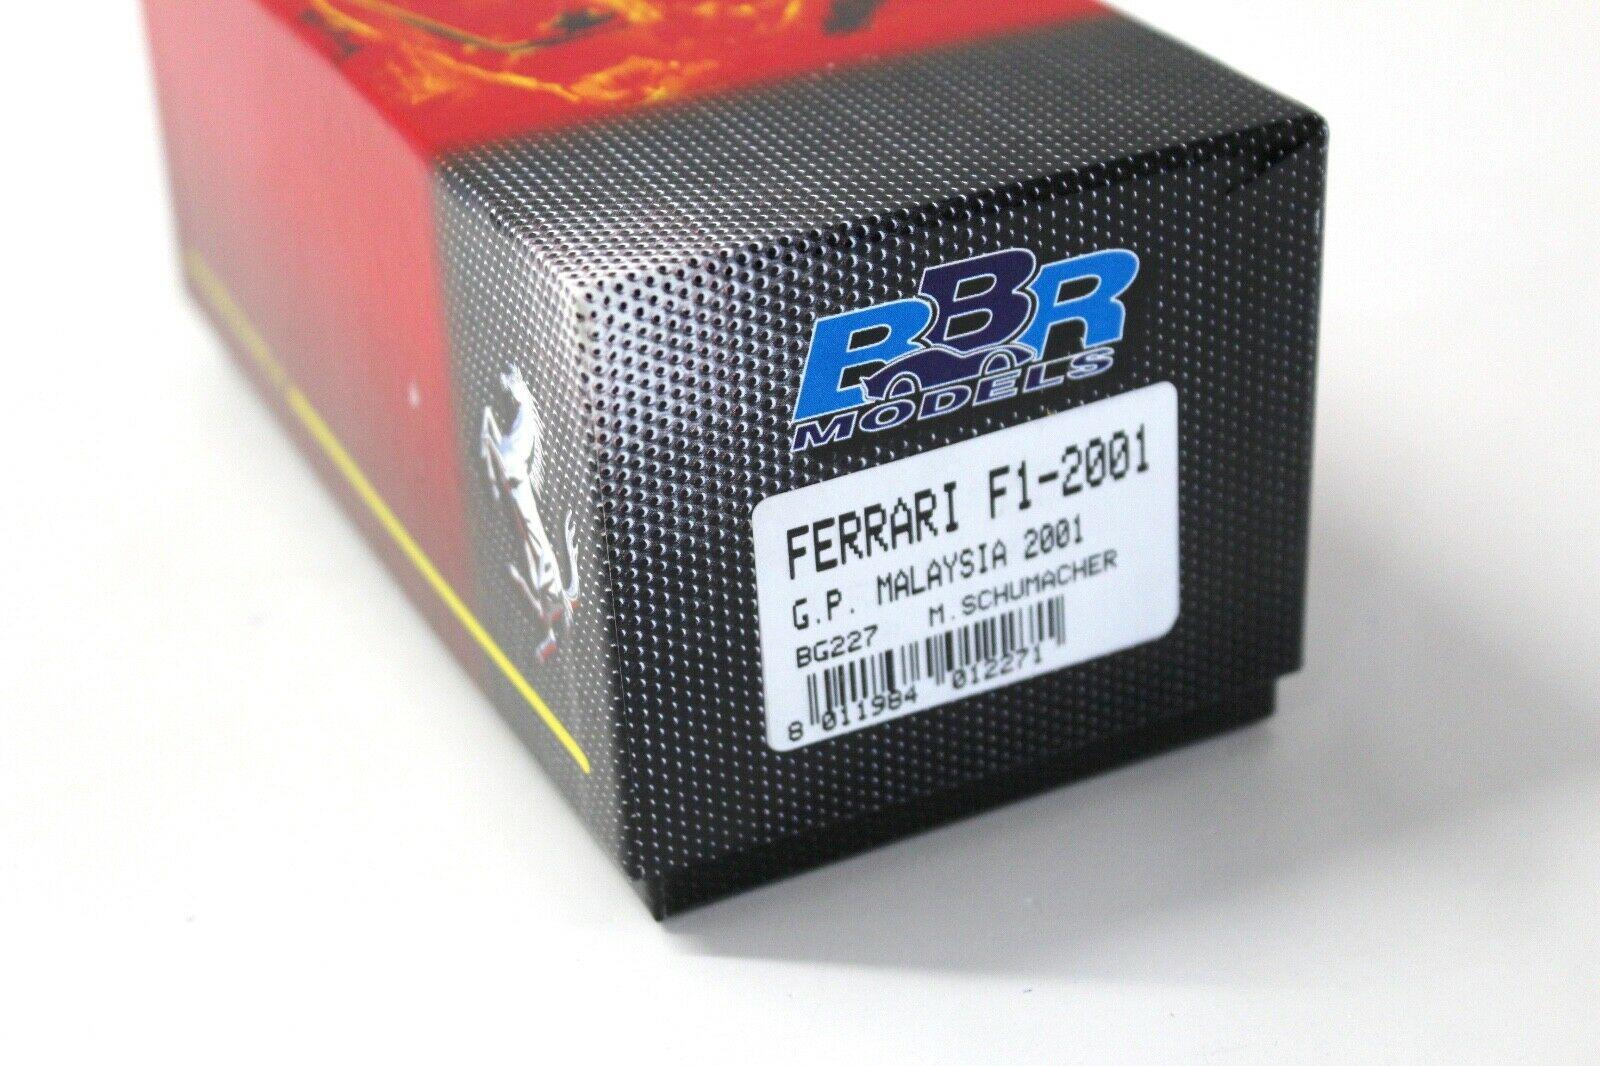 BBR
MODELS
FERRARI F1-2001
G.P. MALAYSIA 2001
BG227 M.SCHUMACHER
8 011984 012271